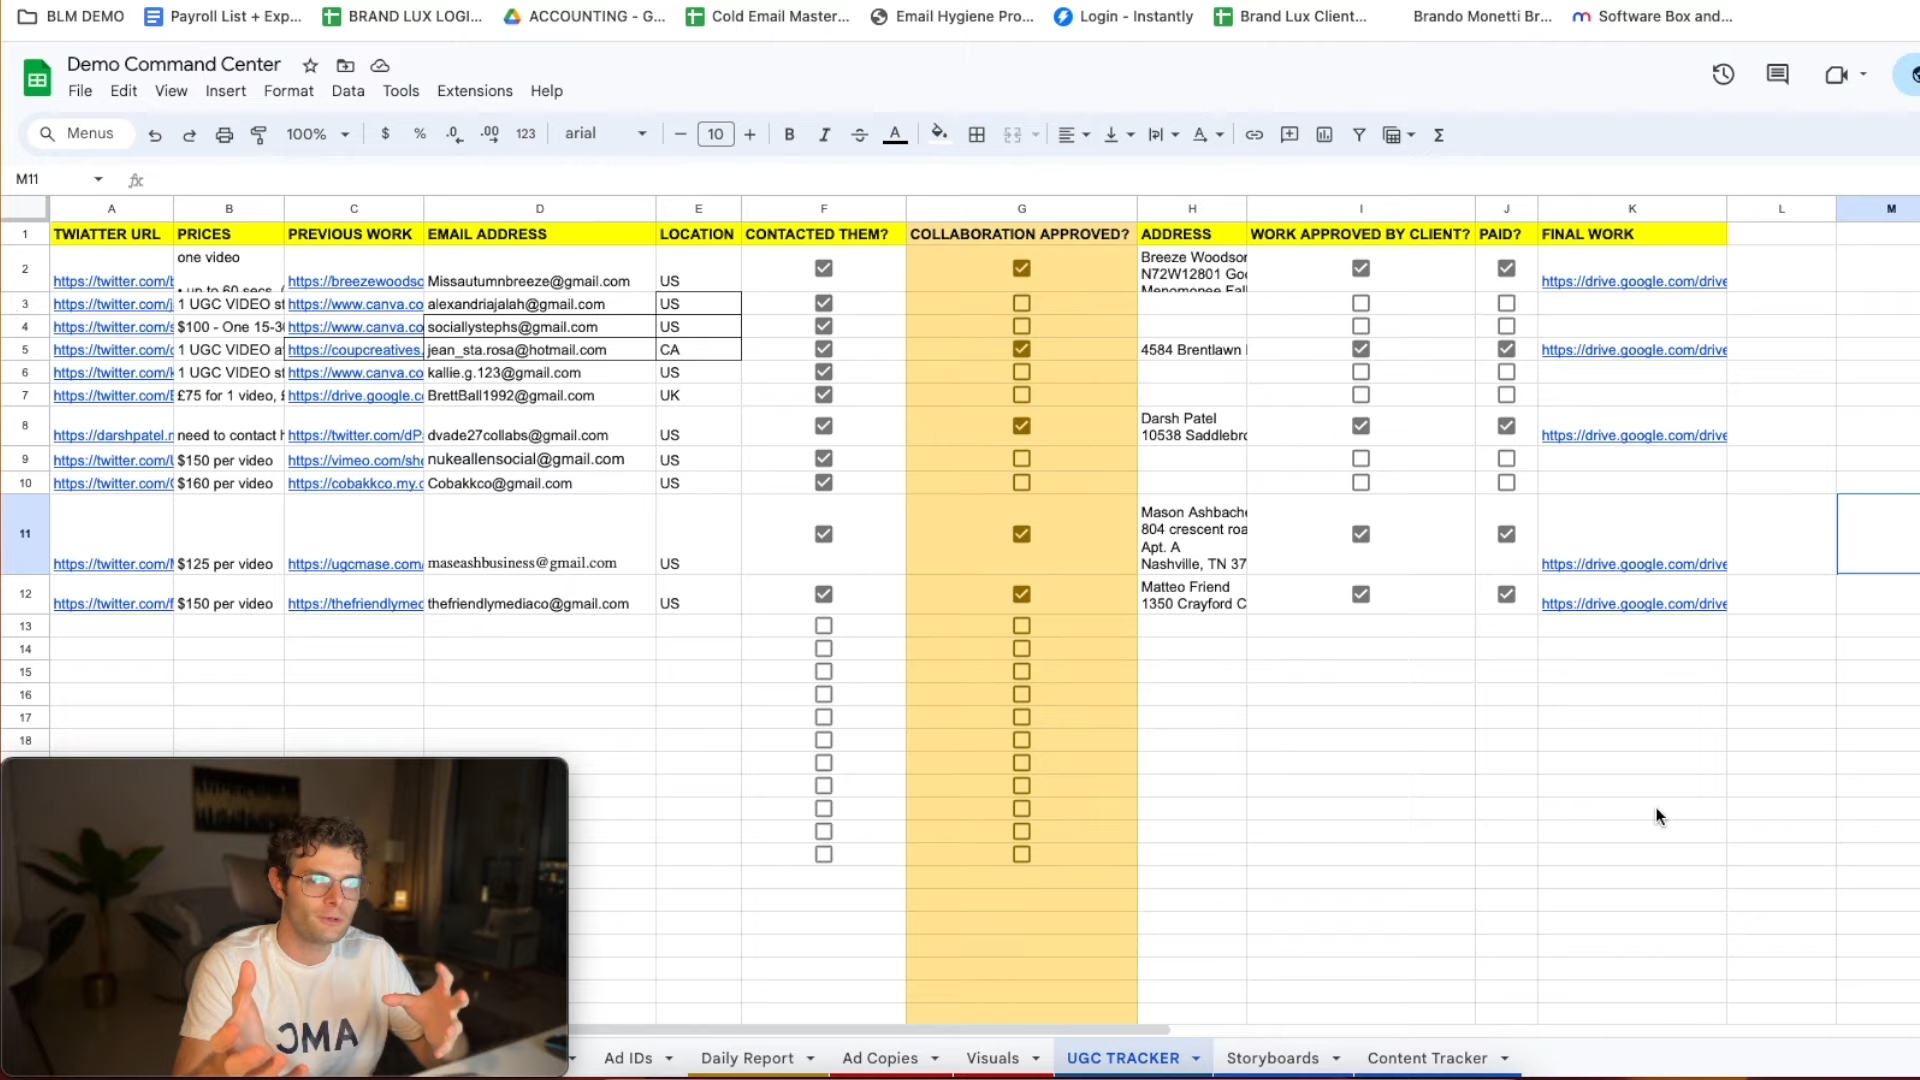 BLM DEMO Payroll List + Exp... BRAND LUX LOGI... ACCOUNTING - G... Cold Email Master... Email Hygiene Pro... Login - Instantly Brand Lux Client... Brando Monetti Br... Software Box and...
Demo Command Center
File Edit View Insert Format Data Tools Extensions Help
Menus 100% $ % .0 .00 123 arial 10 B I A
M11 fx
A B C D E F G H I J K L M
1 TWIATTER URL PRICES PREVIOUS WORK EMAIL ADDRESS LOCATION CONTACTED THEM? COLLABORATION APPROVED? ADDRESS WORK APPROVED BY CLIENT? PAID? FINAL WORK
one video Breeze Woodsor
2 N72W12801 Go
https://twitter.com/b • up to 60 secs. https://breezewoodso Missautumnbreeze@gmail.com US Menomonee Fall https://drive.google.com/drive
3 https://twitter.com/j 1 UGC VIDEO st https://www.canva.co alexandriajalah@gmail.com US
4 https://twitter.com/s $100 - One 15-30 https://www.canva.co sociallystephs@gmail.com US
5 https://twitter.com/c 1 UGC VIDEO a https://coupcreatives. jean_sta.rosa@hotmail.com CA 4584 Brentlawn https://drive.google.com/drive
6 https://twitter.com/k 1 UGC VIDEO st https://www.canva.co kallie.g.123@gmail.com US
7 https://twitter.com/E £75 for 1 video, £ https://drive.google.co BrettBall1992@gmail.com UK
8 Darsh Patel
https://darshpatel.n need to contact h https://twitter.com/dP. dvade27collabs@gmail.com US 10538 Saddlebro https://drive.google.com/drive
9 https://twitter.com/U $150 per video https://vimeo.com/sho nukeallensocial@gmail.com US
10 https://twitter.com/C $160 per video https://cobakkco.my.c Cobakkco@gmail.com US
Mason Ashbache
11 804 crescent roa
Apt. A
https://twitter.com/M $125 per video https://ugcmase.com/ maseashbusiness@gmail.com US Nashville, TN 37 https://drive.google.com/drive
12 Matteo Friend
https://twitter.com/f $150 per video https://thefriendlymed thefriendlymediaco@gmail.com US 1350 Crayford C https://drive.google.com/drive
13
14
15
16
17
18
Ad IDs Daily Report Ad Copies Visuals UGC TRACKER Storyboards Content Tracker